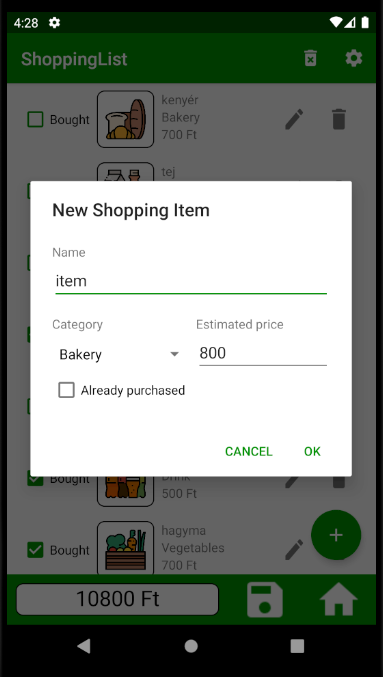 4:28
ShoppingList
Bought
kenyér
Bakery
700 Ft
tej
New Shopping Item
Name
item
Category
Estimated price
Bakery
800
Already purchased
CANCEL
OK
Bought
Drink
500 Ft
Bought
hagyma
Vegetables
700 Ft
10800 Ft